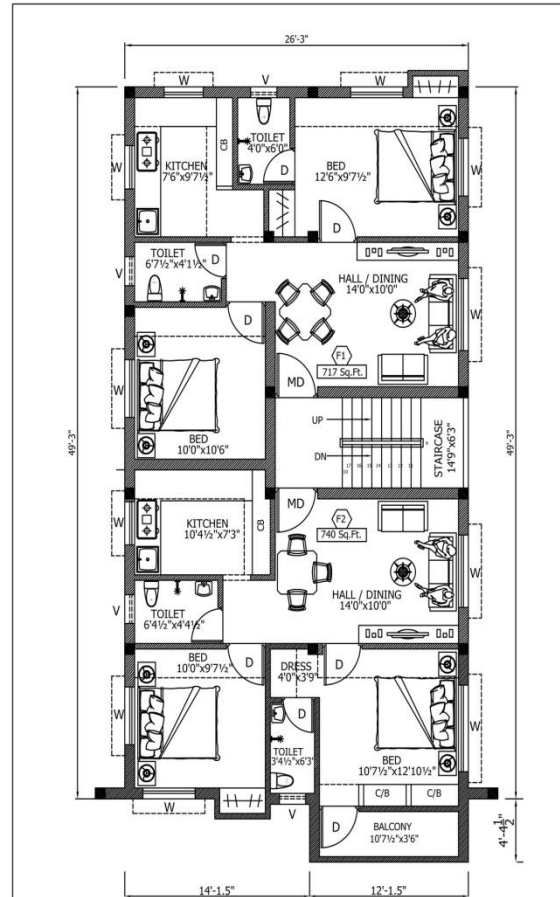 26'-3"
V
W
W
TOILET
4'0"x6'0"
CB
D
KITCHEN
7'6"x9'7½"
BED
12'6"x9'7½"
W
W
D
TOILET
6'7½"x4'1½"
D
V
HALL / DINING
14'0"x10'0"
W
D
F1
717 Sq.Ft.
MD
W
BED
10'0"x10'6"
49'-3"
49'-3"
UP
DN
STAIRCASE
14'9"x6'3"
MD
F2
740 Sq.Ft.
KITCHEN
10'4½"x7'3"
CB
W
W
HALL / DINING
14'0"x10'0"
TOILET
6'4½"x4'4½"
D
V
BED
10'0"x9'7½"
D
DRESS
4'0"x3'9"
D
W
W
D
TOILET
3'4½"x6'3"
BED
10'7½"x12'10½"
C/B
C/B
W
V
D
BALCONY
10'7½"x3'6"
4'-4½"
14'-1.5"
12'-1.5"